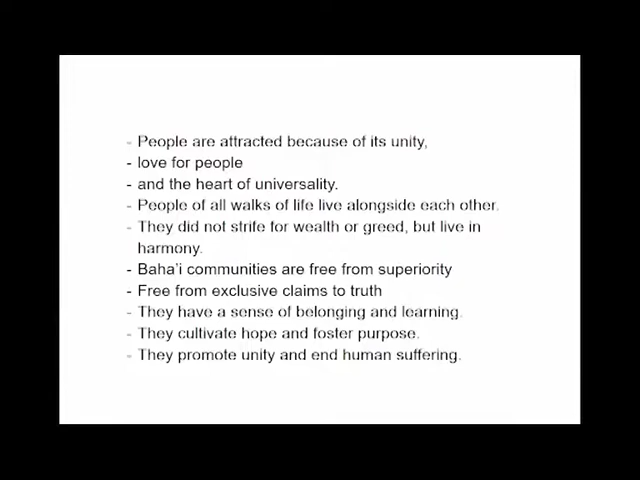 - People are attracted because of its unity,
- love for people
- and the heart of universality.
- People of all walks of life live alongside each other.
- They did not strife for wealth or greed, but live in
harmony.
- Baha'i communities are free from superiority
- Free from exclusive claims to truth
- They have a sense of belonging and learning.
- They cultivate hope and foster purpose.
- They promote unity and end human suffering.